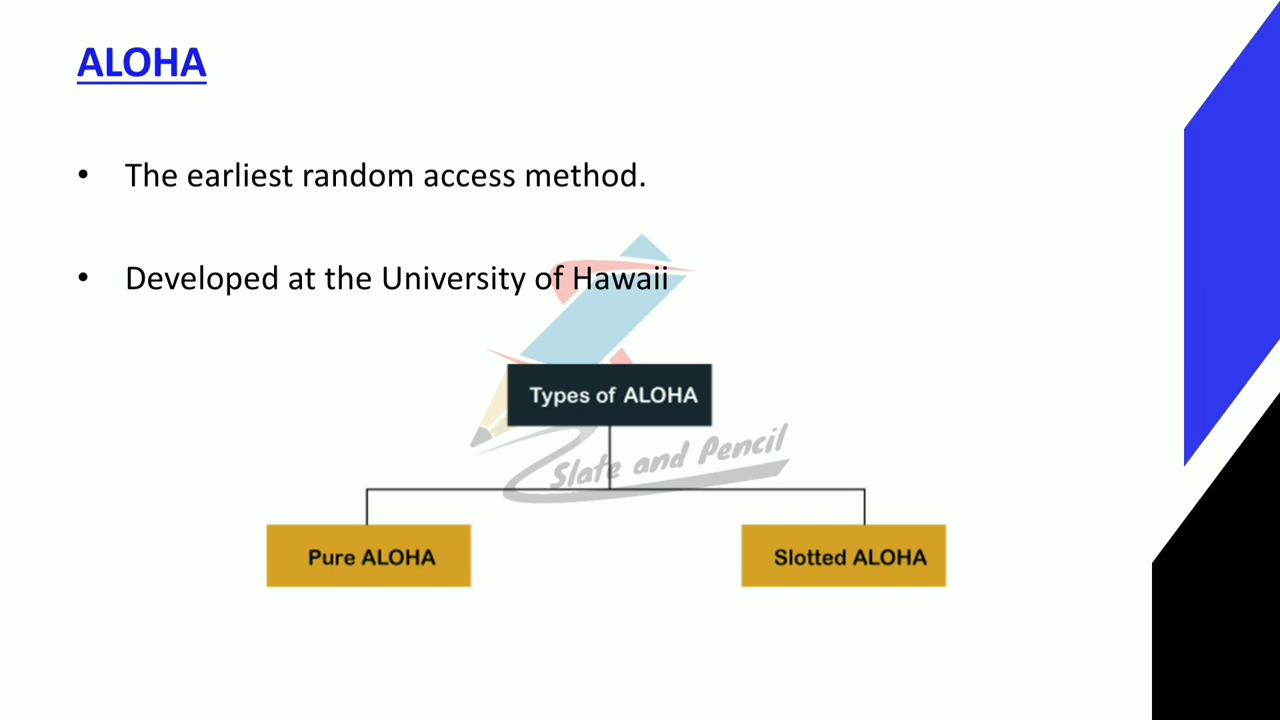 ALOHA
• The earliest random access method.
• Developed at the University of Hawaii
Types of ALOHA
Slate and Pencil
Pure ALOHA
Slotted ALOHA